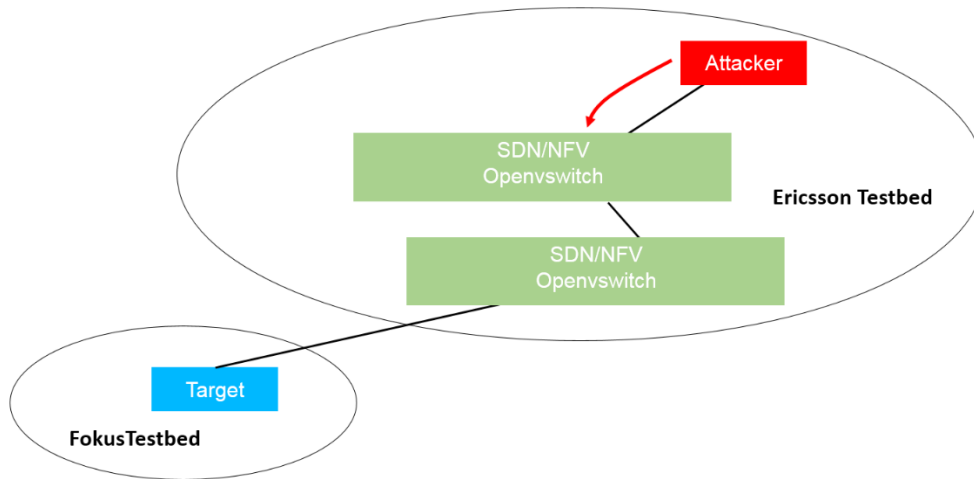 Attacker
SDN/NFV
Openvswitch
Ericsson Testbed
SDN/NFV
Openvswitch
Target
FokusTestbed